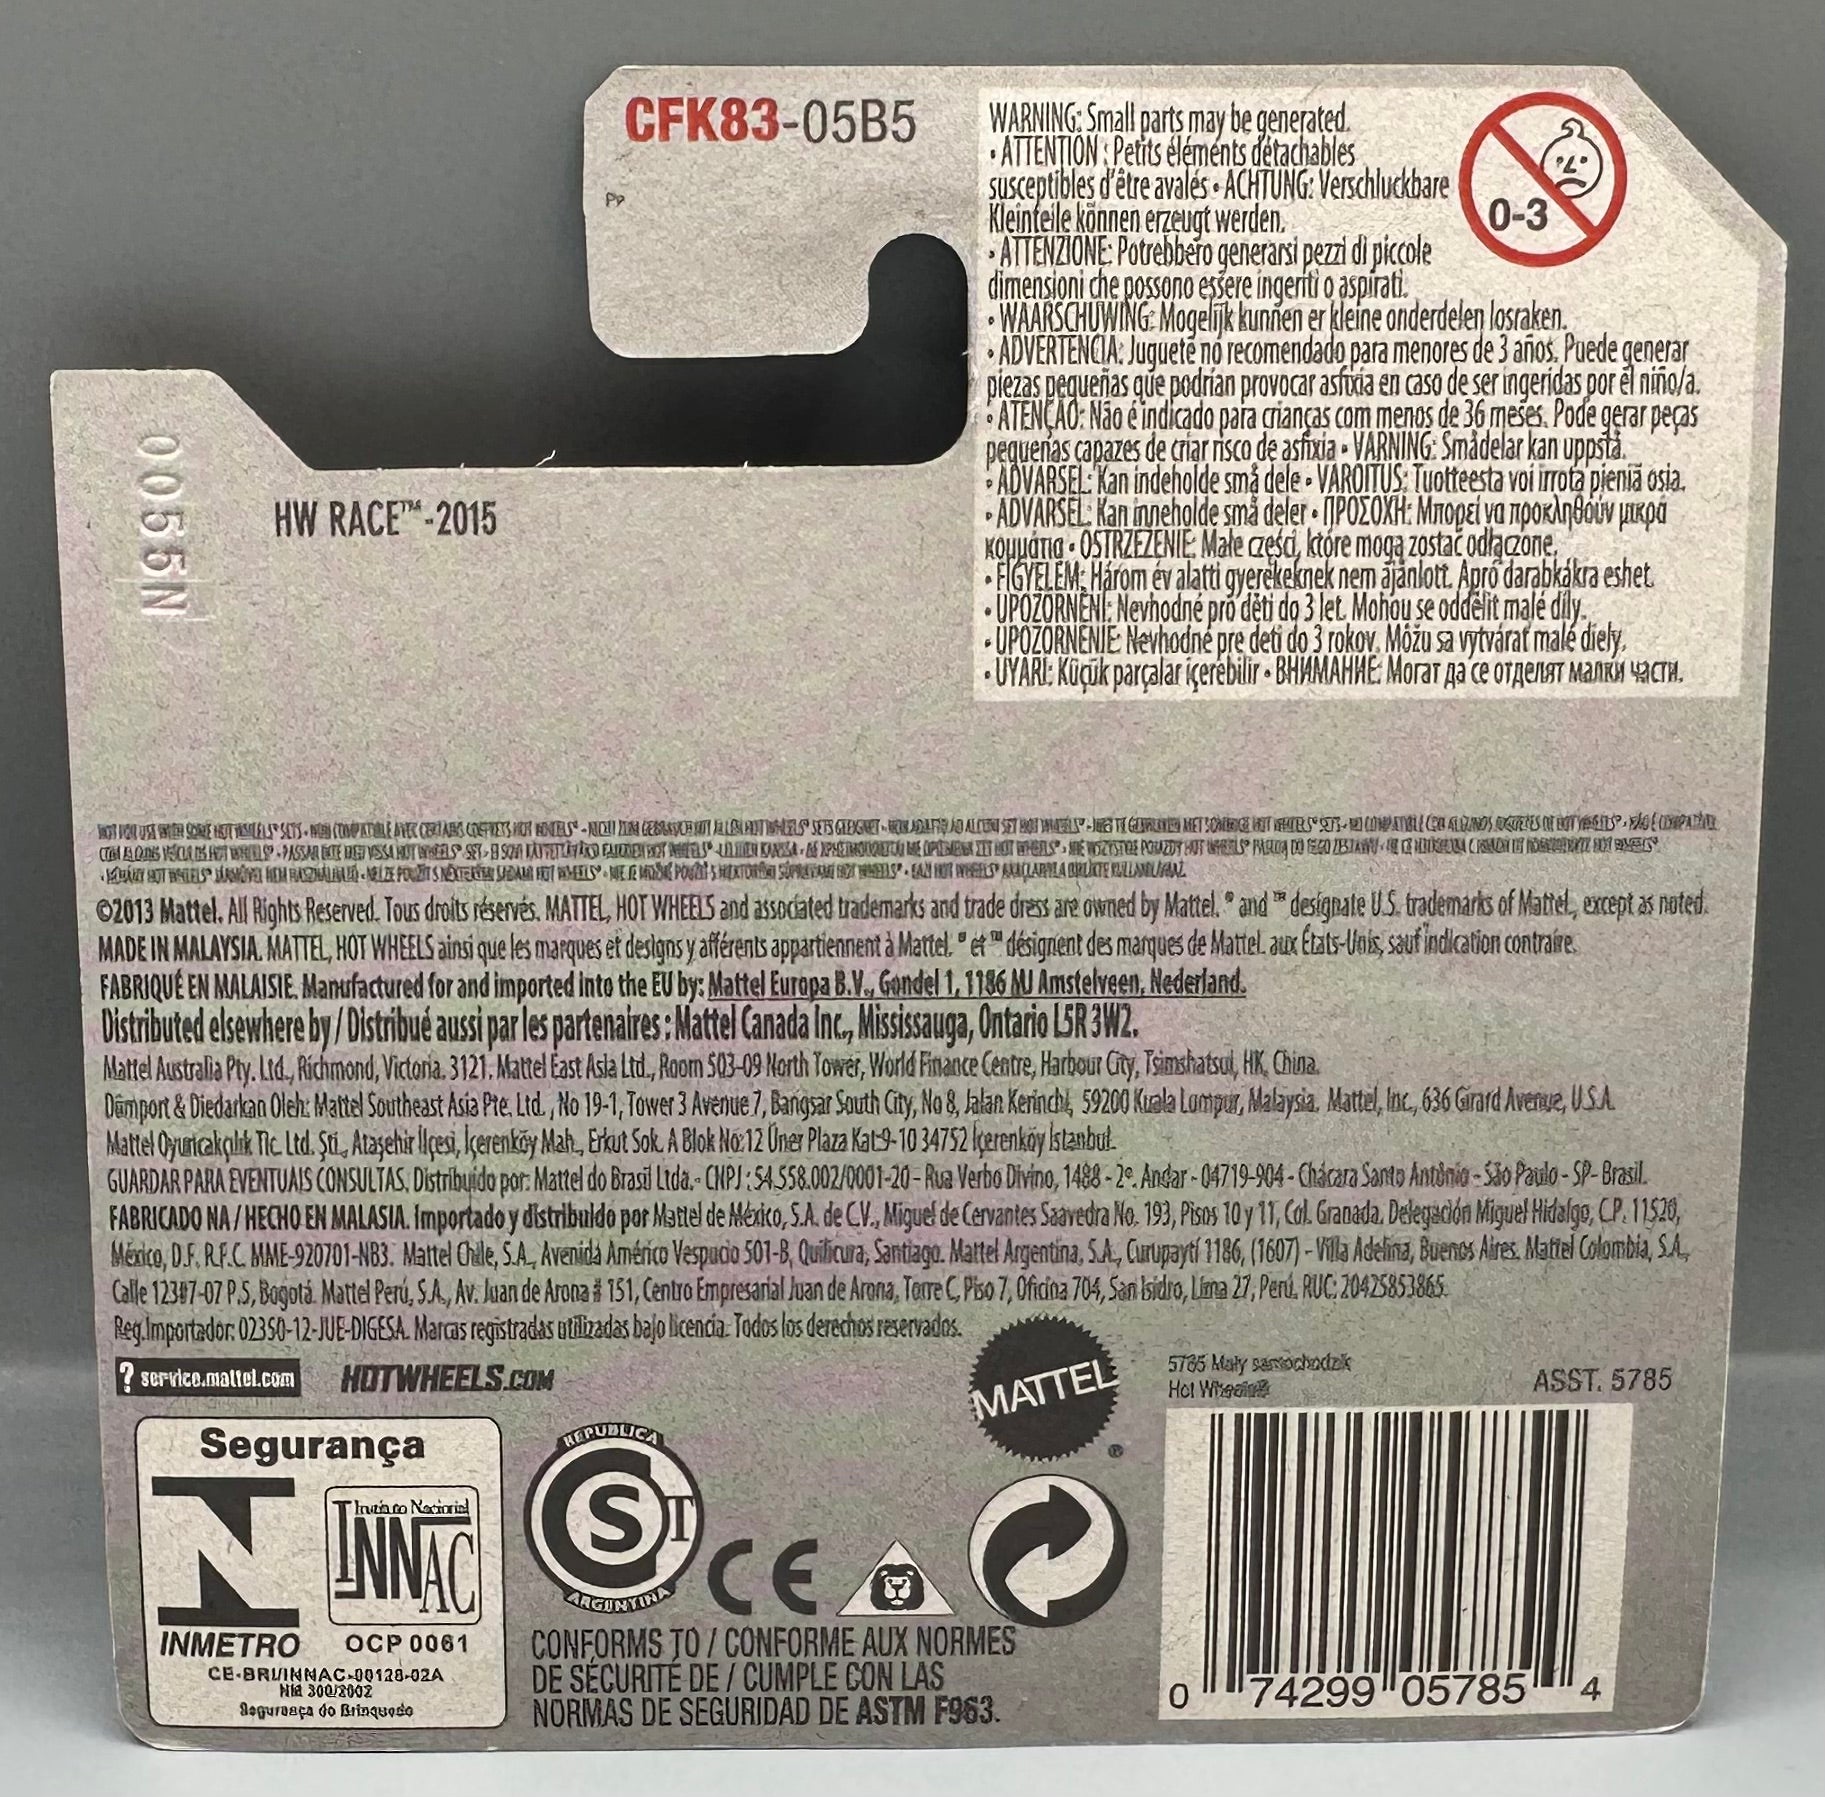 CFK83-05B5
WARNING: Small parts may be generated.
• ATTENTION : Petits éléments détachables
susceptibles d'être avalés • ACHTUNG: Verschluckbare
Kleinteile können erzeugt werden.
• ATTENZIONE: Potrebbero generarsi pezzi di piccole
dimensioni che possono essere ingeriti o aspirati.
• WAARSCHUWING: Mogelijk kunnen er kleine onderdelen losraken.
• ADVERTENCIA: Juguete no recomendado para menores de 3 años. Puede generar
piezas pequeñas que podrían provocar asfixia en caso de ser ingeridas por el niño/a.
• ATENÇÃO: Não é indicado para crianças com menos de 36 meses. Pode gerar peças
pequenas capazes de criar risco de asfixia • VARNING: Smådelar kan uppstå.
• ADVARSEL: Kan indeholde små dele • VAROITUS: Tuotteesta voi irrota pieniä osia.
• ADVARSEL: Kan inneholde små deler • ΠΡΟΣΟΧΗ: Μπορεί να προκληθούν μικρά
κομμάτια • OSTRZEŻENIE: Małe części, które mogą zostać odłączone.
• FIGYELEM: Három év alatti gyerekeknek nem ajánlott. Apró darabkákra eshet.
• UPOZORNĚNÍ: Nevhodné pro děti do 3 let. Mohou se oddělit malé díly.
• UPOZORNENIE: Nevhodné pre deti do 3 rokov. Môžu sa vytvárať malé diely.
• UYARI: Küçük parçalar içerebilir • ВНИМАНИЕ: Могат да се отделят малки части.
0-3
0055N
HW RACE™-2015
©2013 Mattel. All Rights Reserved. Tous droits réservés. MATTEL, HOT WHEELS and associated trademarks and trade dress are owned by Mattel. ® and ™ designate U.S. trademarks of Mattel, except as noted.
MADE IN MALAYSIA. MATTEL, HOT WHEELS ainsi que les marques et designs y afférents appartiennent à Mattel. ® et ™ désignent des marques de Mattel. aux États-Unis, sauf indication contraire.
FABRIQUÉ EN MALAISIE. Manufactured for and imported into the EU by: Mattel Europa B.V., Gondel 1, 1186 MJ Amstelveen, Nederland.
Distributed elsewhere by / Distribué aussi par les partenaires : Mattel Canada Inc., Mississauga, Ontario L5R 3W2.
Mattel Australia Pty. Ltd., Richmond, Victoria. 3121. Mattel East Asia Ltd., Room 503-09 North Tower, World Finance Centre, Harbour City, Tsimshatsui, HK, China.
Diimport & Diedarkan Oleh: Mattel Southeast Asia Pte. Ltd. , No 19-1, Tower 3 Avenue 7, Bangsar South City, No 8, Jalan Kerinchi, 59200 Kuala Lumpur, Malaysia. Mattel, Inc., 636 Girard Avenue, U.S.A.
Mattel Oyuncakçılık Tic. Ltd. Şti., Ataşehir İlçesi, İçerenköy Mah., Erkut Sok. A Blok No:12 Üner Plaza Kat:9-10 34752 İçerenköy İstanbul.
GUARDAR PARA EVENTUAIS CONSULTAS. Distribuido por: Mattel do Brasil Ltda.- CNPJ : 54.558.002/0001-20 - Rua Verbo Divino, 1488 - 2º. Andar - 04719-904 - Chácara Santo Antônio - São Paulo - SP- Brasil.
FABRICADO NA / HECHO EN MALASIA. Importado y distribuido por Mattel de México, S.A. de C.V., Miguel de Cervantes Saavedra No. 193, Pisos 10 y 11, Col. Granada, Delegación Miguel Hidalgo, C.P. 11520,
México, D.F. R.F.C. MME-920701-NB3. Mattel Chile, S.A., Avenida Américo Vespucio 501-B, Quilicura, Santiago. Mattel Argentina, S.A., Curupaytí 1186, (1607) - Villa Adelina, Buenos Aires. Mattel Colombia, S.A.,
Calle 123#7-07 P.5, Bogotá. Mattel Perú, S.A., Av. Juan de Arona # 151, Centro Empresarial Juan de Arona, Torre C, Piso 7, Oficina 704, San Isidro, Lima 27, Perú. RUC: 20425853865.
Reg.Importador: 02350-12-JUE-DIGESA. Marcas registradas utilizadas bajo licencia. Todos los derechos reservados.
? service.mattel.com
HOTWHEELS.COM
MATTEL ®
5785 Mały samochodzik
Hot Wheels®
ASST. 5785
Segurança
Instituto Nacional
INNAC
INMETRO
OCP 0061
CE-BRI/INNAC-00128-02A
NM 300/2002
Segurança do Brinquedo
REPUBLICA
S T
ARGENTINA
CE
CONFORMS TO / CONFORME AUX NORMES
DE SÉCURITÉ DE / CUMPLE CON LAS
NORMAS DE SEGURIDAD DE ASTM F963.
0 74299 05785 4